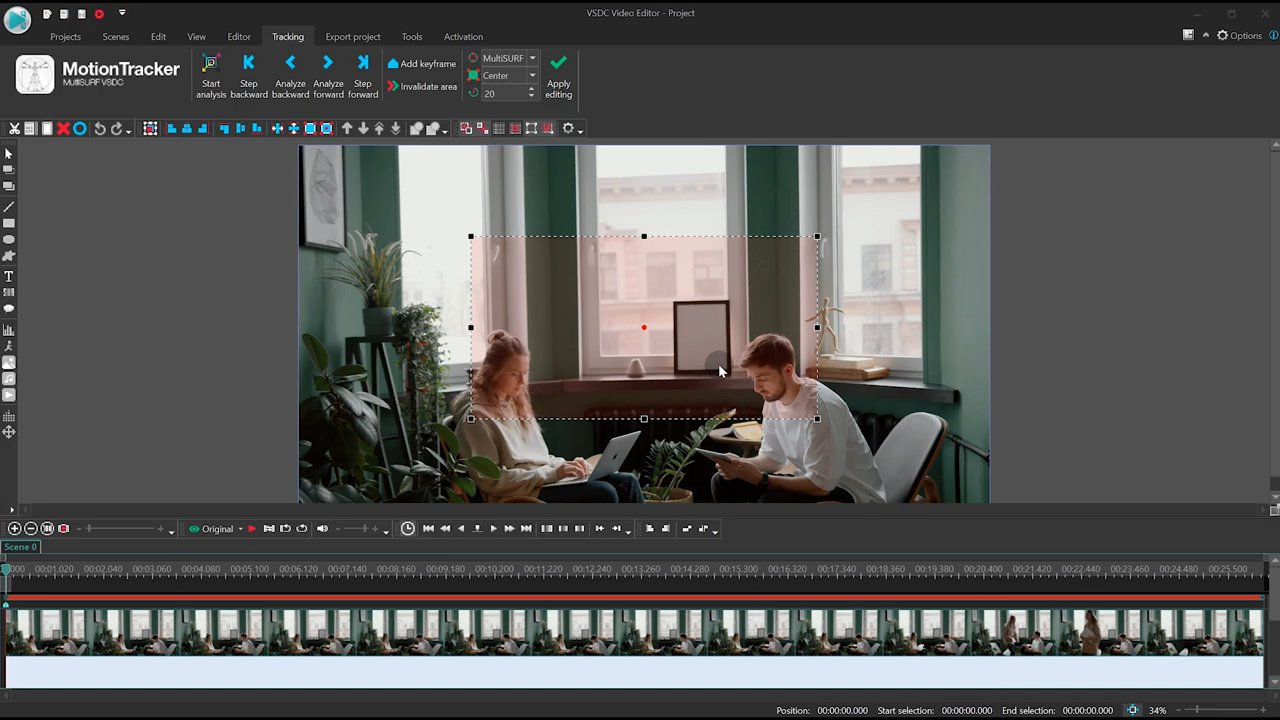 VSDC Video Editor - Project
Projects Scenes Edit View Editor Tracking Export project Tools Activation Options
MotionTracker
MultiSURF VSDC
Start analysis
Step backward
Analyze backward
Analyze forward
Step forward
Add keyframe
Invalidate area
MultiSURF
Center
20
Apply editing
T
Original
Scene 0
000 00:01.020 00:02.040 00:03.060 00:04.080 00:05.100 00:06.120 00:07.140 00:08.160 00:09.180 00:10.200 00:11.220 00:12.240 00:13.260 00:14.280 00:15.300 00:16.320 00:17.340 00:18.360 00:19.380 00:20.400 00:21.420 00:22.440 00:23.460 00:24.480 00:25.500
Position: 00:00:00.000 Start selection: 00:00:00.000 End selection: 00:00:00.000 34%